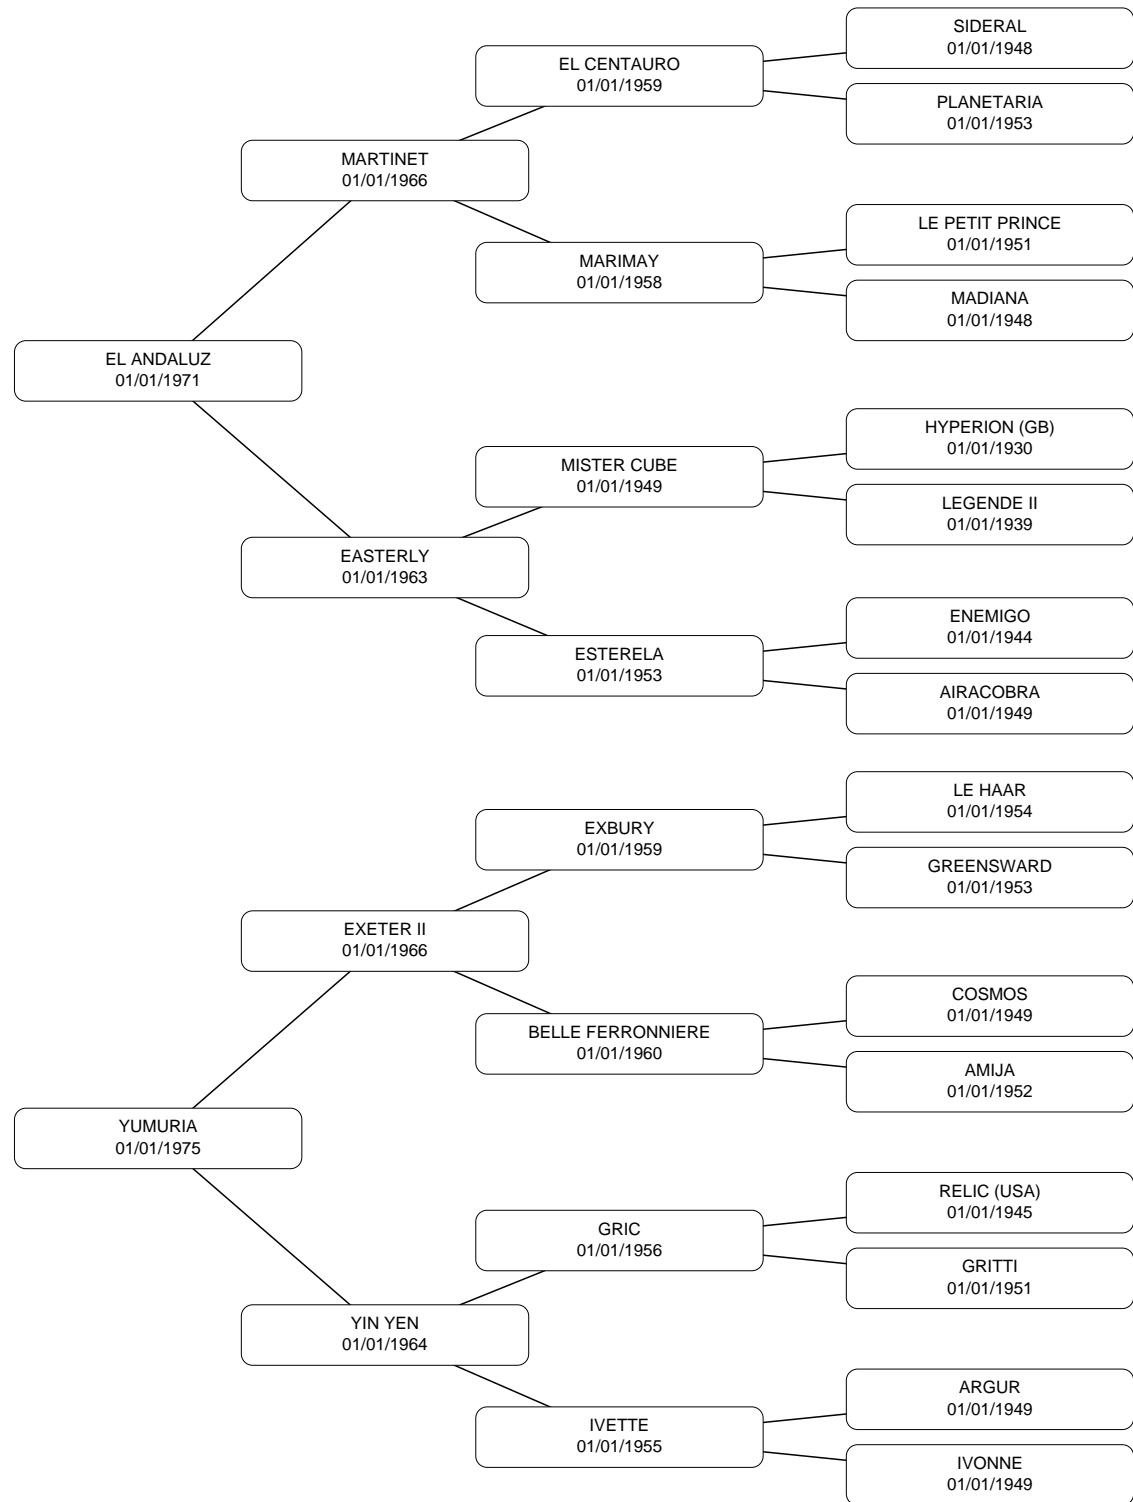 SIDERAL
01/01/1948
EL CENTAURO
01/01/1959
PLANETARIA
01/01/1953
MARTINET
01/01/1966
LE PETIT PRINCE
01/01/1951
MARIMAY
01/01/1958
MADIANA
01/01/1948
EL ANDALUZ
01/01/1971
HYPERION (GB)
01/01/1930
MISTER CUBE
01/01/1949
LEGENDE II
01/01/1939
EASTERLY
01/01/1963
ENEMIGO
01/01/1944
ESTERELA
01/01/1953
AIRACOBRA
01/01/1949
LE HAAR
01/01/1954
EXBURY
01/01/1959
GREENSWARD
01/01/1953
EXETER II
01/01/1966
COSMOS
01/01/1949
BELLE FERRONNIERE
01/01/1960
AMIJA
01/01/1952
YUMURIA
01/01/1975
RELIC (USA)
01/01/1945
GRIC
01/01/1956
GRITTI
01/01/1951
YIN YEN
01/01/1964
ARGUR
01/01/1949
IVETTE
01/01/1955
IVONNE
01/01/1949